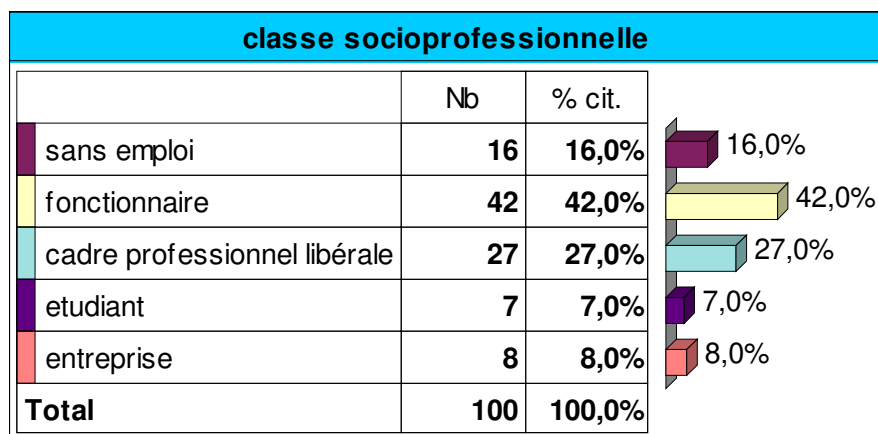 classe socioprofessionnelle
Nb % cit.
sans emploi 16 16,0% 16,0%
fonctionnaire 42 42,0% 42,0%
cadre professionnel libérale 27 27,0% 27,0%
etudiant 7 7,0% 7,0%
entreprise 8 8,0% 8,0%
Total 100 100,0%